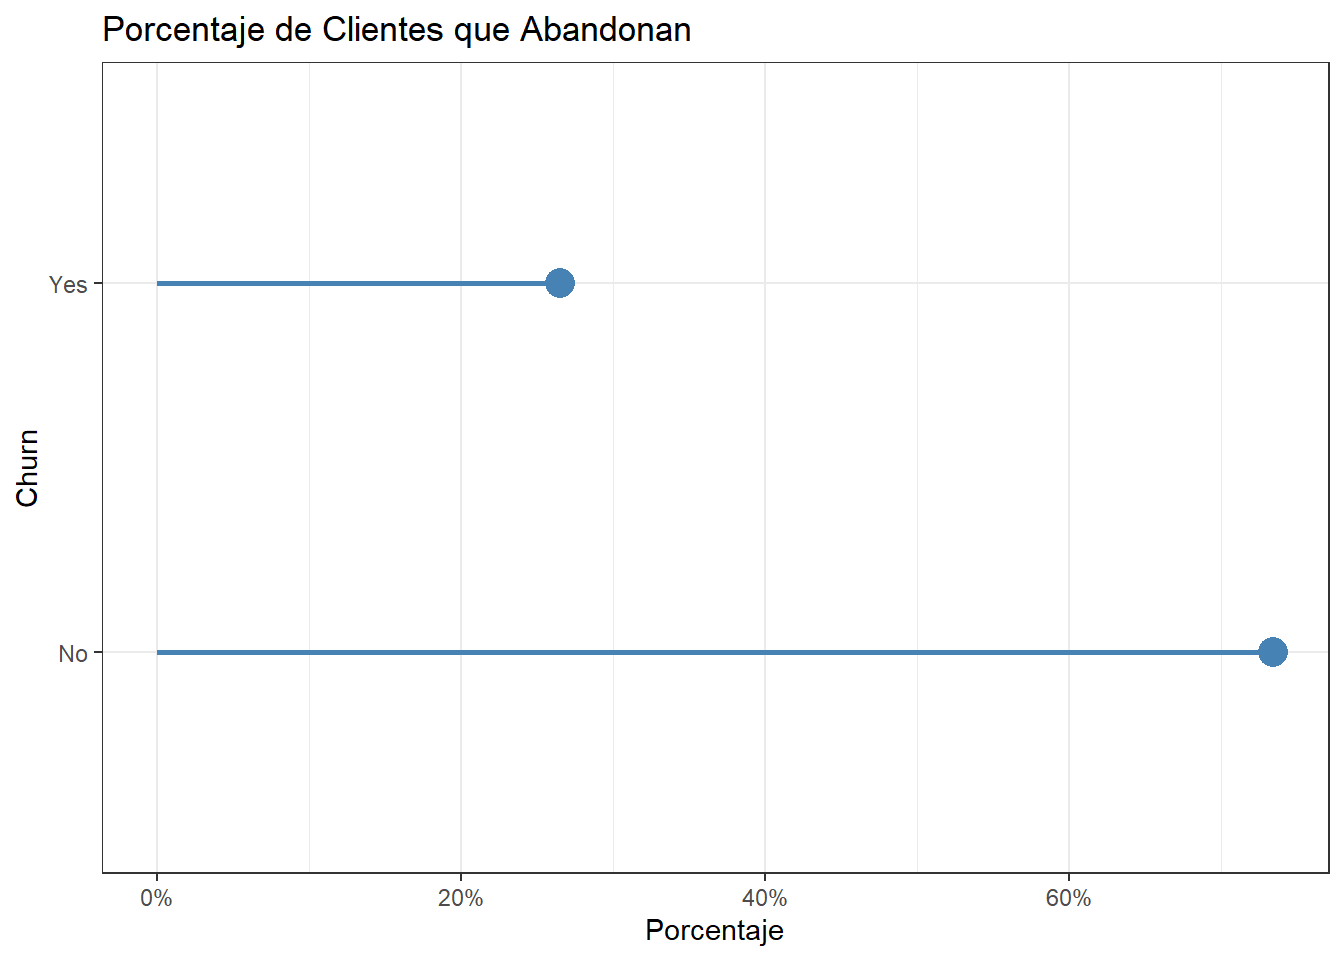 Porcentaje de Clientes que Abandonan
Yes
Churn
No
0%
20%
40%
60%
Porcentaje